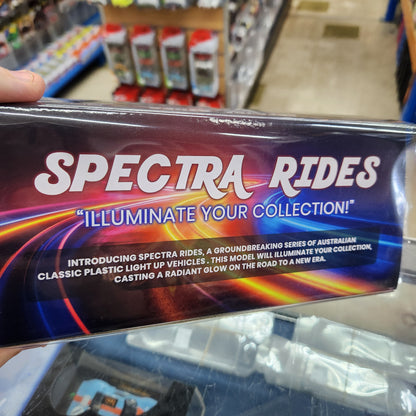 SPECTRA RIDES
"ILLUMINATE YOUR COLLECTION!"
INTRODUCING SPECTRA RIDES, A GROUNDBREAKING SERIES OF AUSTRALIAN
CLASSIC PLASTIC LIGHT UP VEHICLES . THIS MODEL WILL ILLUMINATE YOUR COLLECTION,
CASTING A RADIANT GLOW ON THE ROAD TO A NEW ERA.